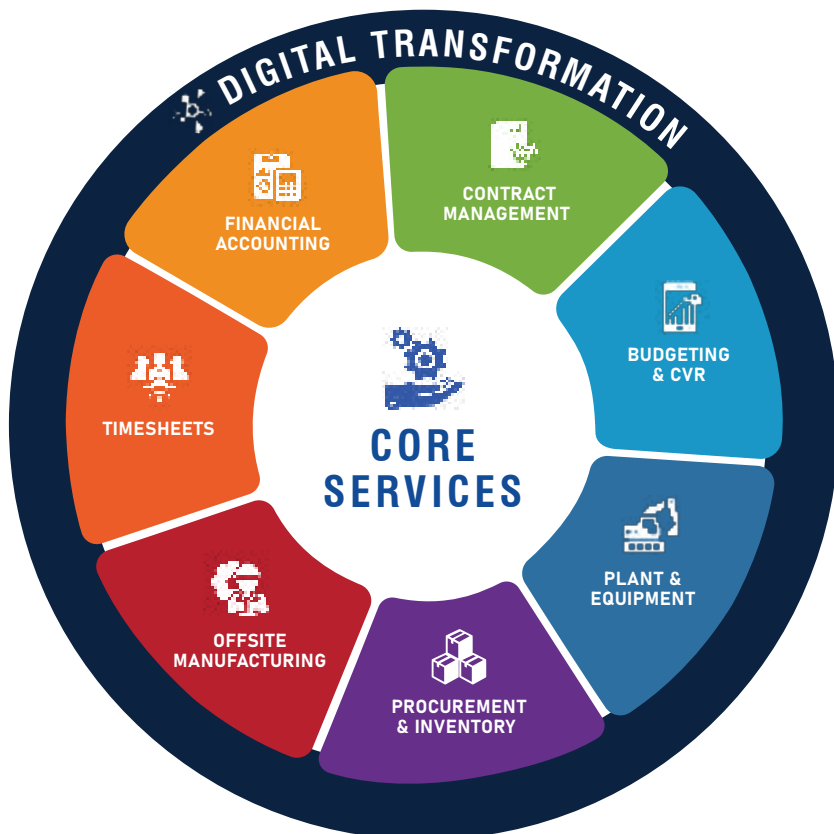 DIGITAL TRANSFORMATION
CONTRACT
MANAGEMENT
FINANCIAL
ACCOUNTING
BUDGETING
& CVR
TIMESHEETS
CORE
SERVICES
PLANT &
EQUIPMENT
OFFSITE
MANUFACTURING
PROCUREMENT
& INVENTORY